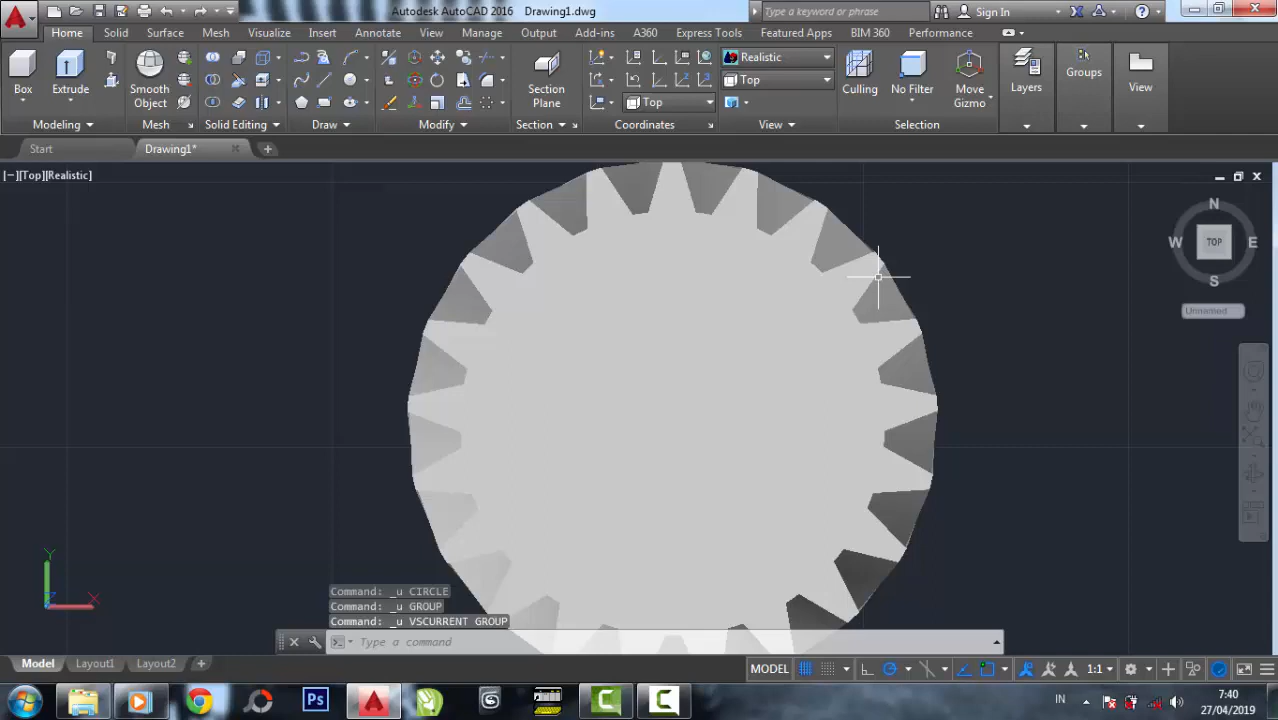 Autodesk AutoCAD 2016 Drawing1.dwg
Type a keyword or phrase
Sign In
Home Solid Surface Mesh Visualize Insert Annotate View Manage Output Add-ins A360 Express Tools Featured Apps BIM 360 Performance
Realistic
Top
Top
Box
Extrude
Smooth
Object
Section
Plane
Culling
No Filter
Move
Gizmo
Layers
Groups
View
Modeling
Mesh
Solid Editing
Draw
Modify
Section
Coordinates
View
Selection
Start
Drawing1*
[−][Top][Realistic]
N
W
TOP
E
S
Unnamed
Y
X
Command: _u CIRCLE
Command: _u GROUP
Command: _u VSCURRENT GROUP
Type a command
Model Layout1 Layout2
MODEL
1:1
Ps
IN
7:40
27/04/2019